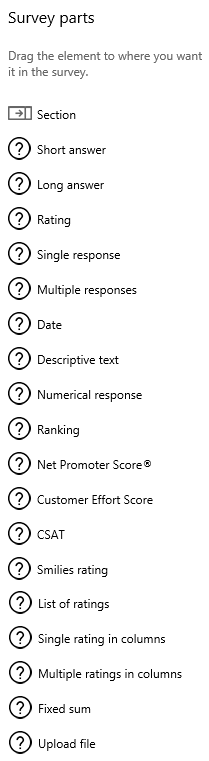 Survey parts
Drag the element to where you want
it in the survey.
Section
Short answer
Long answer
Rating
Single response
Multiple responses
Date
Descriptive text
Numerical response
Ranking
Net Promoter Score®
Customer Effort Score
CSAT
Smilies rating
List of ratings
Single rating in columns
Multiple ratings in columns
Fixed sum
Upload file